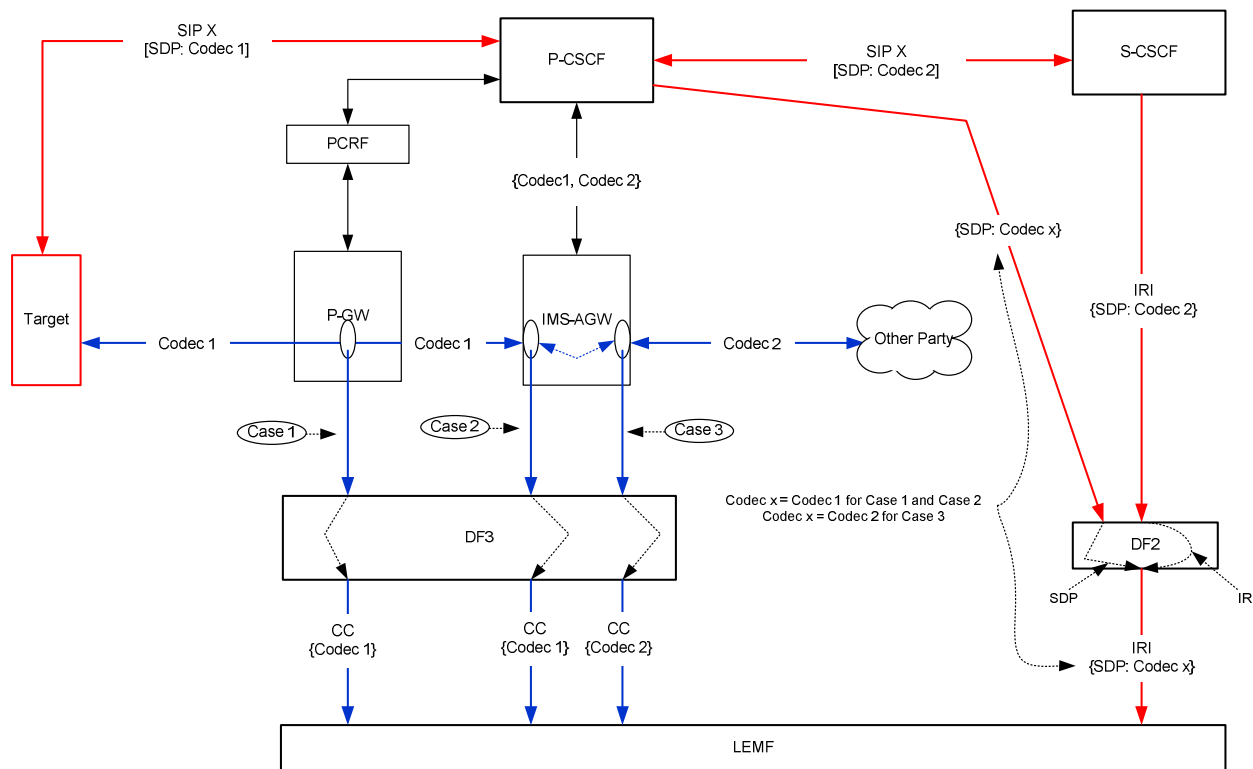 SIP X
[SDP: Codec 1]
P-CSCF
SIP X
[SDP: Codec 2]
S-CSCF
PCRF
{Codec1, Codec 2}
{SDP: Codec x}
Target
P-GW
IMS-AGW
IRI
{SDP: Codec 2}
Codec 1
Codec 1
Codec 2
Other Party
Case 1
Case 2
Case 3
Codec x = Codec 1 for Case 1 and Case 2
Codec x = Codec 2 for Case 3
DF3
DF2
SDP
IR
CC
{Codec 1}
CC
{Codec 1}
CC
{Codec 2}
IRI
{SDP: Codec x}
LEMF